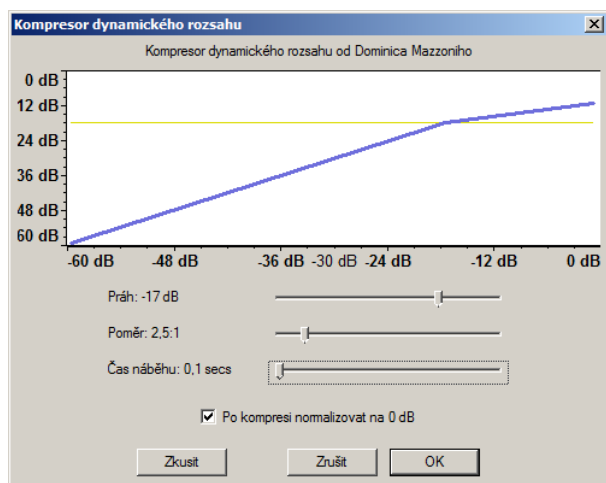 Kompresor dynamického rozsahu
Kompresor dynamického rozsahu od Dominica Mazzoniho
0 dB
12 dB
24 dB
36 dB
48 dB
60 dB
-60 dB -48 dB -36 dB -30 dB -24 dB -12 dB 0 dB
Práh: -17 dB
Poměr: 2,5:1
Čas náběhu: 0,1 secs
Po kompresi normalizovat na 0 dB
Zkusit Zrušit OK